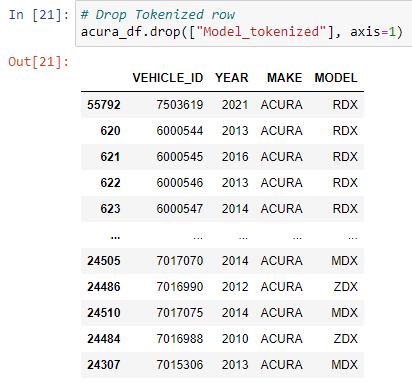 In [21]: # Drop Tokenized row
acura_df.drop(["Model_tokenized"], axis=1)
Out[21]:
VEHICLE_ID YEAR MAKE MODEL
55792 7503619 2021 ACURA RDX
620 6000544 2013 ACURA RDX
621 6000545 2016 ACURA RDX
622 6000546 2013 ACURA RDX
623 6000547 2014 ACURA RDX
... ... ... ... ...
24505 7017070 2014 ACURA MDX
24486 7016990 2012 ACURA ZDX
24510 7017075 2014 ACURA MDX
24484 7016988 2010 ACURA ZDX
24307 7015306 2013 ACURA MDX